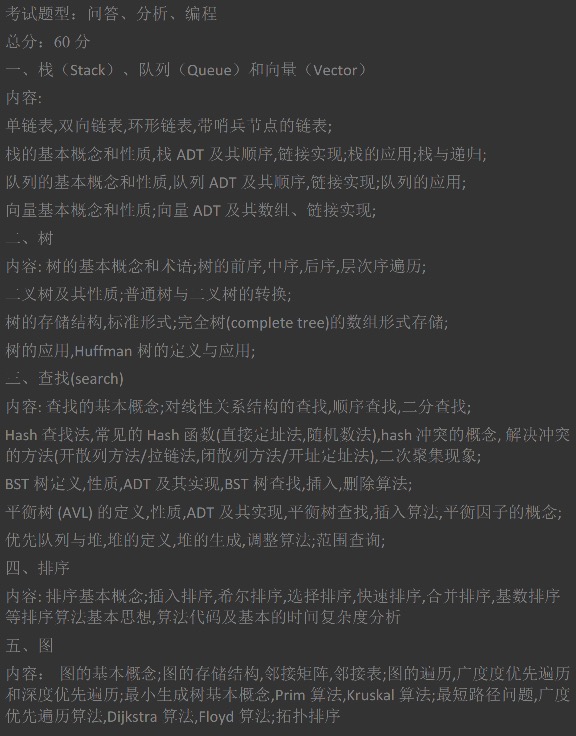 考试题型：问答、分析、编程
总分：60 分
一、栈（Stack）、队列（Queue）和向量（Vector）
内容:
单链表,双向链表,环形链表,带哨兵节点的链表;
栈的基本概念和性质,栈 ADT 及其顺序,链接实现;栈的应用;栈与递归;
队列的基本概念和性质,队列 ADT 及其顺序,链接实现;队列的应用;
向量基本概念和性质;向量 ADT 及其数组、链接实现;
二、树
内容: 树的基本概念和术语;树的前序,中序,后序,层次序遍历;
二叉树及其性质;普通树与二叉树的转换;
树的存储结构,标准形式;完全树(complete tree)的数组形式存储;
树的应用,Huffman 树的定义与应用;
三、查找(search)
内容: 查找的基本概念;对线性关系结构的查找,顺序查找,二分查找;
Hash 查找法,常见的 Hash 函数(直接定址法,随机数法),hash 冲突的概念, 解决冲突
的方法(开散列方法/拉链法,闭散列方法/开址定址法),二次聚集现象;
BST 树定义,性质,ADT 及其实现,BST 树查找,插入,删除算法;
平衡树 (AVL) 的定义,性质,ADT 及其实现,平衡树查找,插入算法,平衡因子的概念;
优先队列与堆,堆的定义,堆的生成,调整算法;范围查询;
四、排序
内容: 排序基本概念;插入排序,希尔排序,选择排序,快速排序,合并排序,基数排序
等排序算法基本思想,算法代码及基本的时间复杂度分析
五、图
内容： 图的基本概念;图的存储结构,邻接矩阵,邻接表;图的遍历,广度度优先遍历
和深度优先遍历;最小生成树基本概念,Prim 算法,Kruskal 算法;最短路径问题,广度
优先遍历算法,Dijkstra 算法,Floyd 算法;拓扑排序